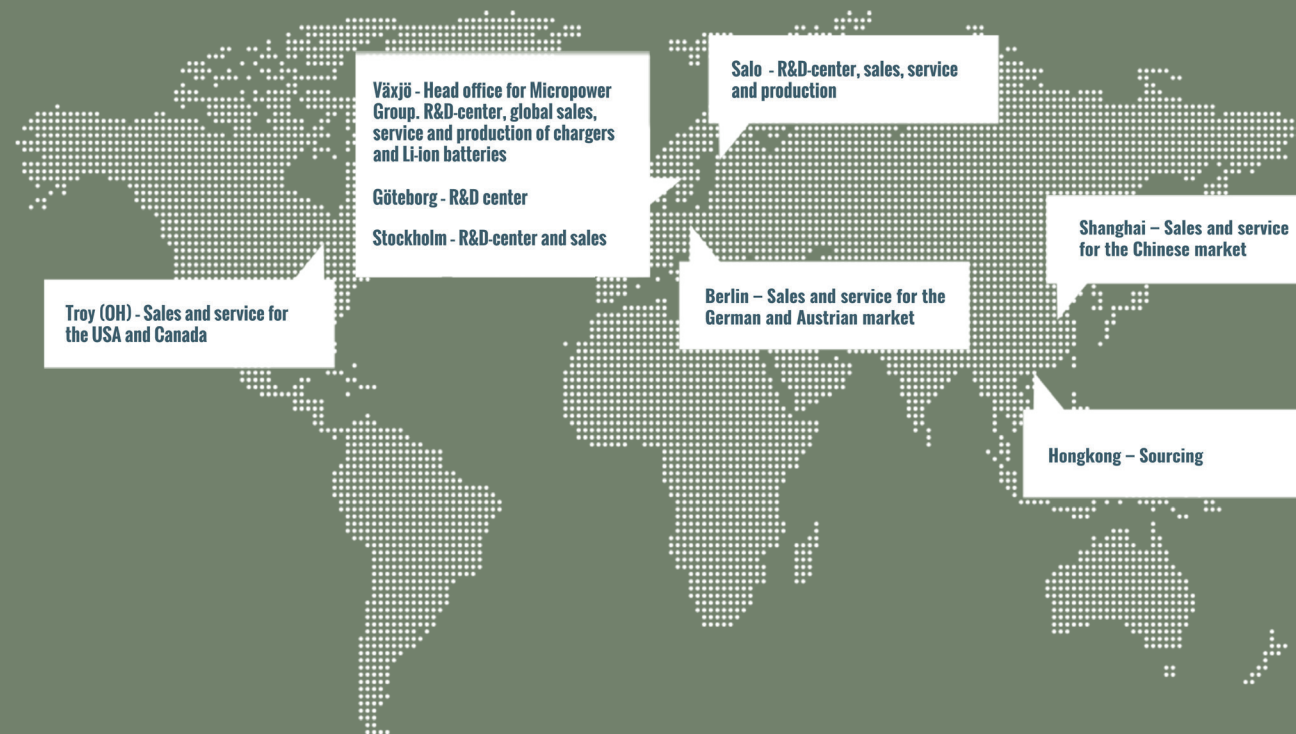 Växjö - Head office for Micropower
Group. R&D-center, global sales,
service and production of chargers
and Li-ion batteries
Göteborg - R&D center
Stockholm - R&D-center and sales
Salo - R&D-center, sales, service
and production
Shanghai – Sales and service
for the Chinese market
Troy (OH) - Sales and service for
the USA and Canada
Berlin – Sales and service for the
German and Austrian market
Hongkong – Sourcing